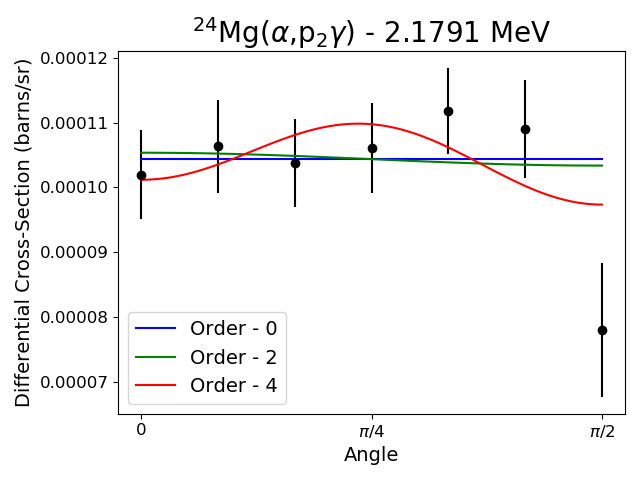 ²⁴Mg(α,p₂γ) - 2.1791 MeV
Differential Cross-Section (barns/sr)
0.00012
0.00011
0.00010
0.00009
0.00008
0.00007
Order - 0
Order - 2
Order - 4
0
π/4
π/2
Angle